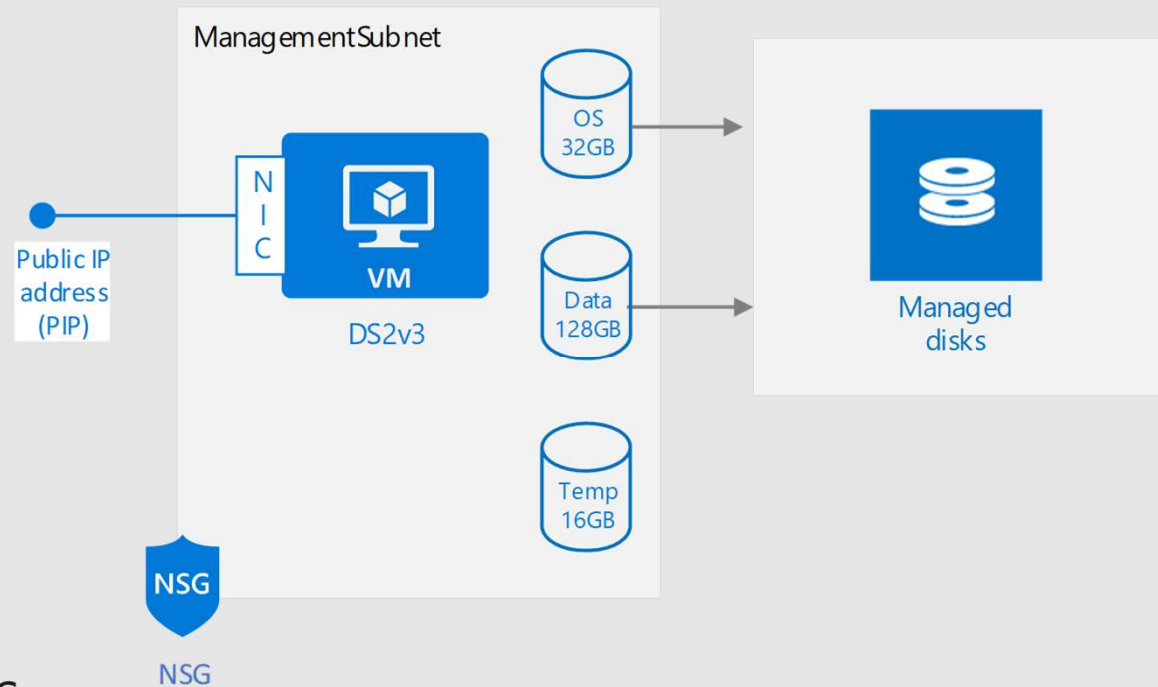 ManagementSubnet
OS
32GB
N
I
C
VM
DS2v3
Public IP
address
(PIP)
Data
128GB
Managed
disks
Temp
16GB
NSG
NSG